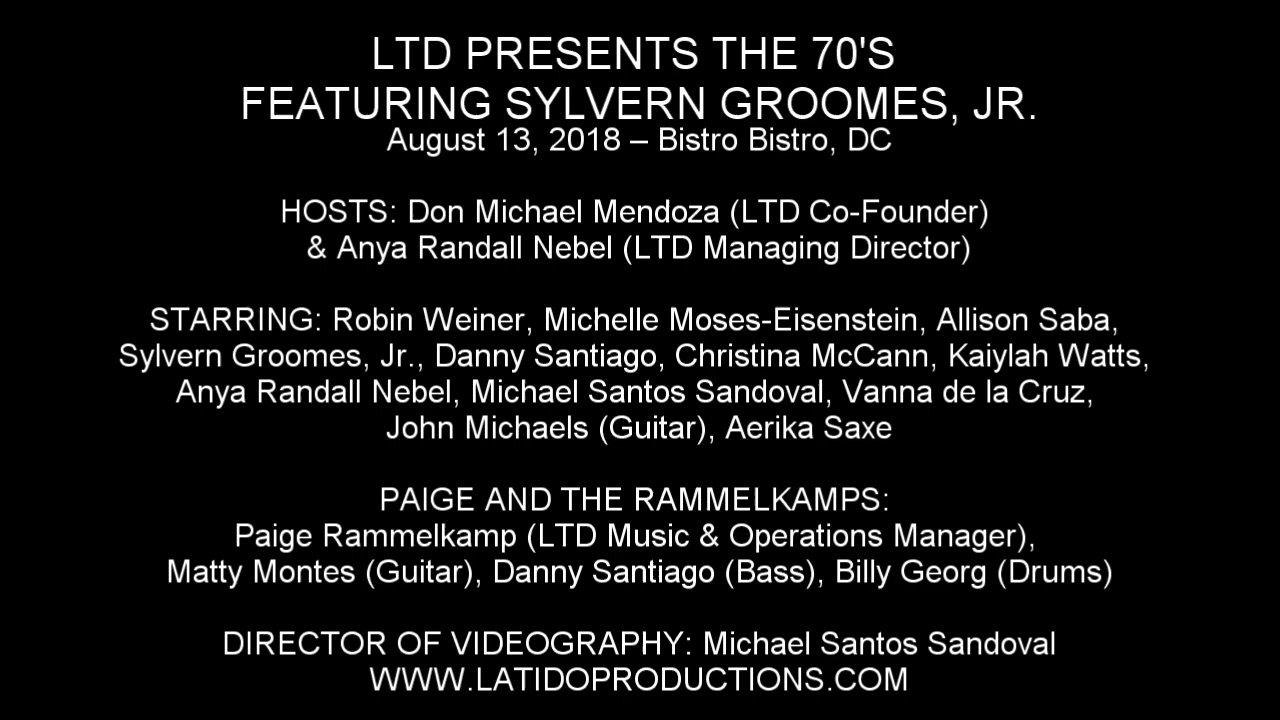 LTD PRESENTS THE 70'S
FEATURING SYLVERN GROOMES, JR.
August 13, 2018 – Bistro Bistro, DC
HOSTS: Don Michael Mendoza (LTD Co-Founder)
& Anya Randall Nebel (LTD Managing Director)
STARRING: Robin Weiner, Michelle Moses-Eisenstein, Allison Saba,
Sylvern Groomes, Jr., Danny Santiago, Christina McCann, Kaiylah Watts,
Anya Randall Nebel, Michael Santos Sandoval, Vanna de la Cruz,
John Michaels (Guitar), Aerika Saxe
PAIGE AND THE RAMMELKAMPS:
Paige Rammelkamp (LTD Music & Operations Manager),
Matty Montes (Guitar), Danny Santiago (Bass), Billy Georg (Drums)
DIRECTOR OF VIDEOGRAPHY: Michael Santos Sandoval
WWW.LATIDOPRODUCTIONS.COM